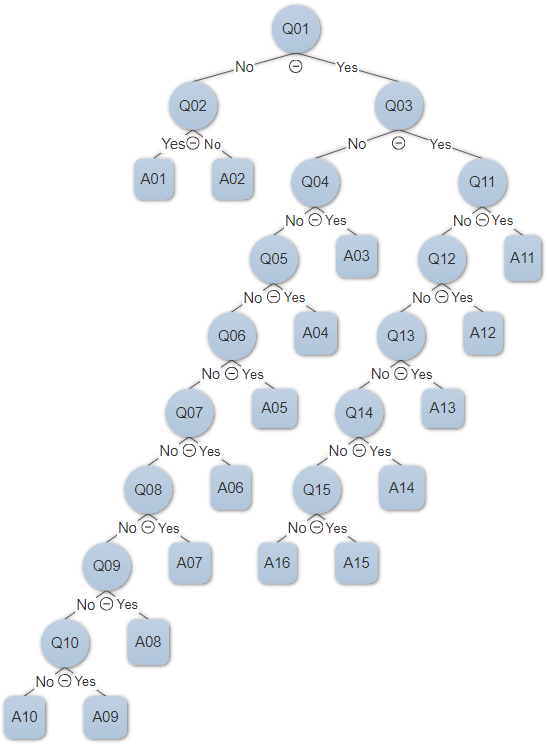 Q01
No Yes
Q02 Q03
Yes No No Yes
A01 A02 Q04 Q11
No Yes No Yes
Q05 A03 Q12 A11
No Yes No Yes
Q06 A04 Q13 A12
No Yes No Yes
Q07 A05 Q14 A13
No Yes No Yes
Q08 A06 Q15 A14
No Yes No Yes
Q09 A07 A16 A15
No Yes
Q10 A08
No Yes
A10 A09